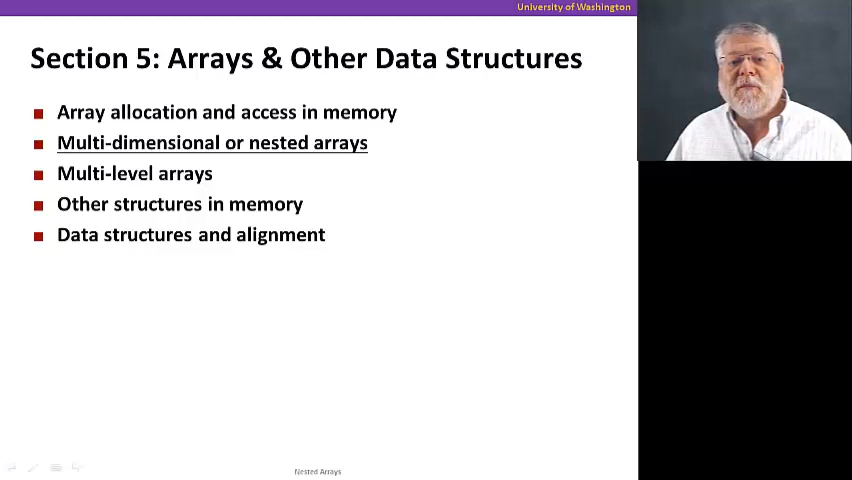 University of Washington
Section 5: Arrays & Other Data Structures
Array allocation and access in memory
Multi-dimensional or nested arrays
Multi-level arrays
Other structures in memory
Data structures and alignment
Nested Arrays